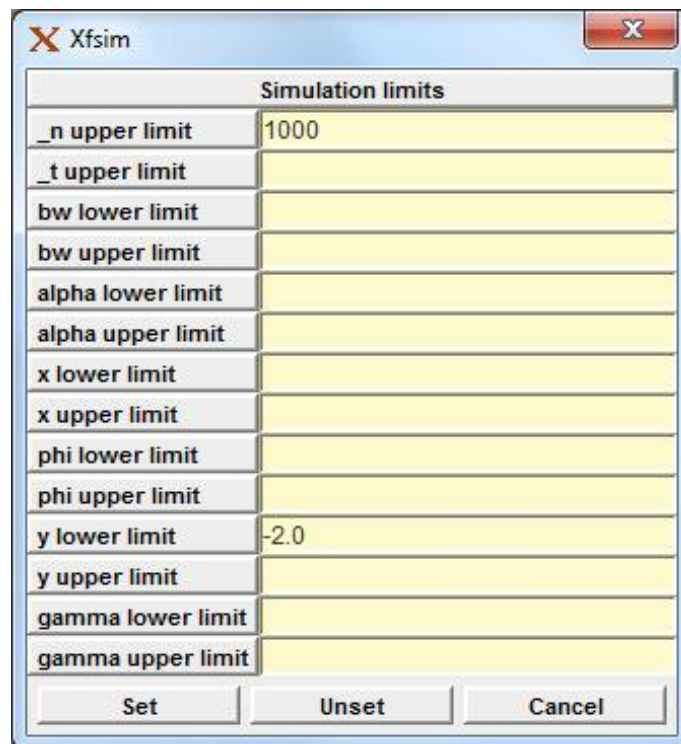 Xfsim
Simulation limits
_n upper limit 1000
_t upper limit
bw lower limit
bw upper limit
alpha lower limit
alpha upper limit
x lower limit
x upper limit
phi lower limit
phi upper limit
y lower limit -2.0
y upper limit
gamma lower limit
gamma upper limit
Set Unset Cancel